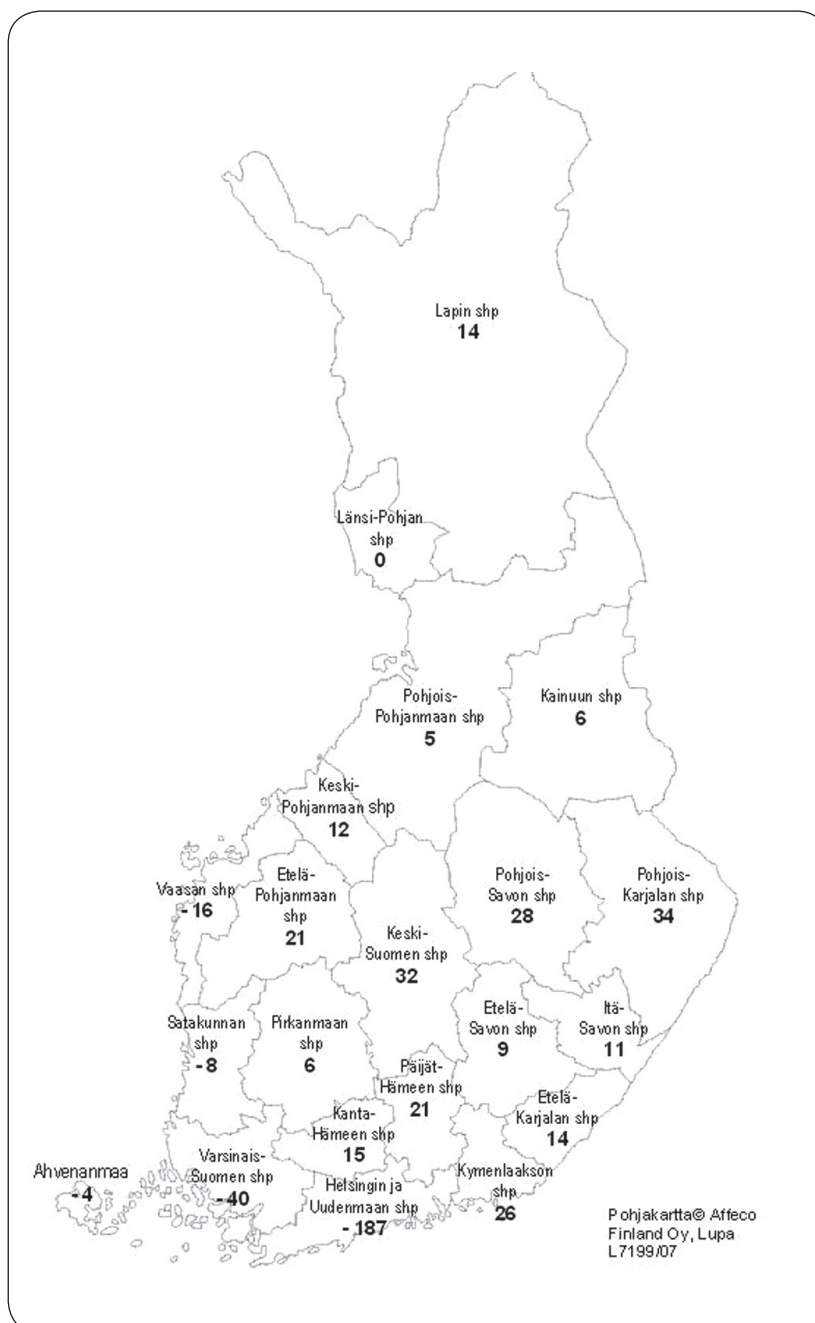 Lapin shp
14
Länsi-Pohjan
shp
0
Pohjois-
Pohjanmaan shp
5
Kainuun shp
6
Keski-
Pohjanmaan shp
12
Vaasan shp
- 16
Etelä-
Pohjanmaan
shp
21
Keski-
Suomen shp
32
Pohjois-
Savon shp
28
Pohjois-
Karjalan shp
34
Satakunnan
shp
- 8
Pirkanmaan
shp
6
Päijät-
Hämeen shp
21
Etelä-
Savon shp
9
Itä-
Savon shp
11
Etelä-
Karjalan shp
14
Kanta-
Hämeen shp
15
Ahvenanmaa
- 4
Varsinais-
Suomen shp
- 40
Helsingin ja
Uudenmaan shp
- 187
Kymenlaakson
shp
26
Pohjakartta© Affeco
Finland Oy, Lupa
L7199/07